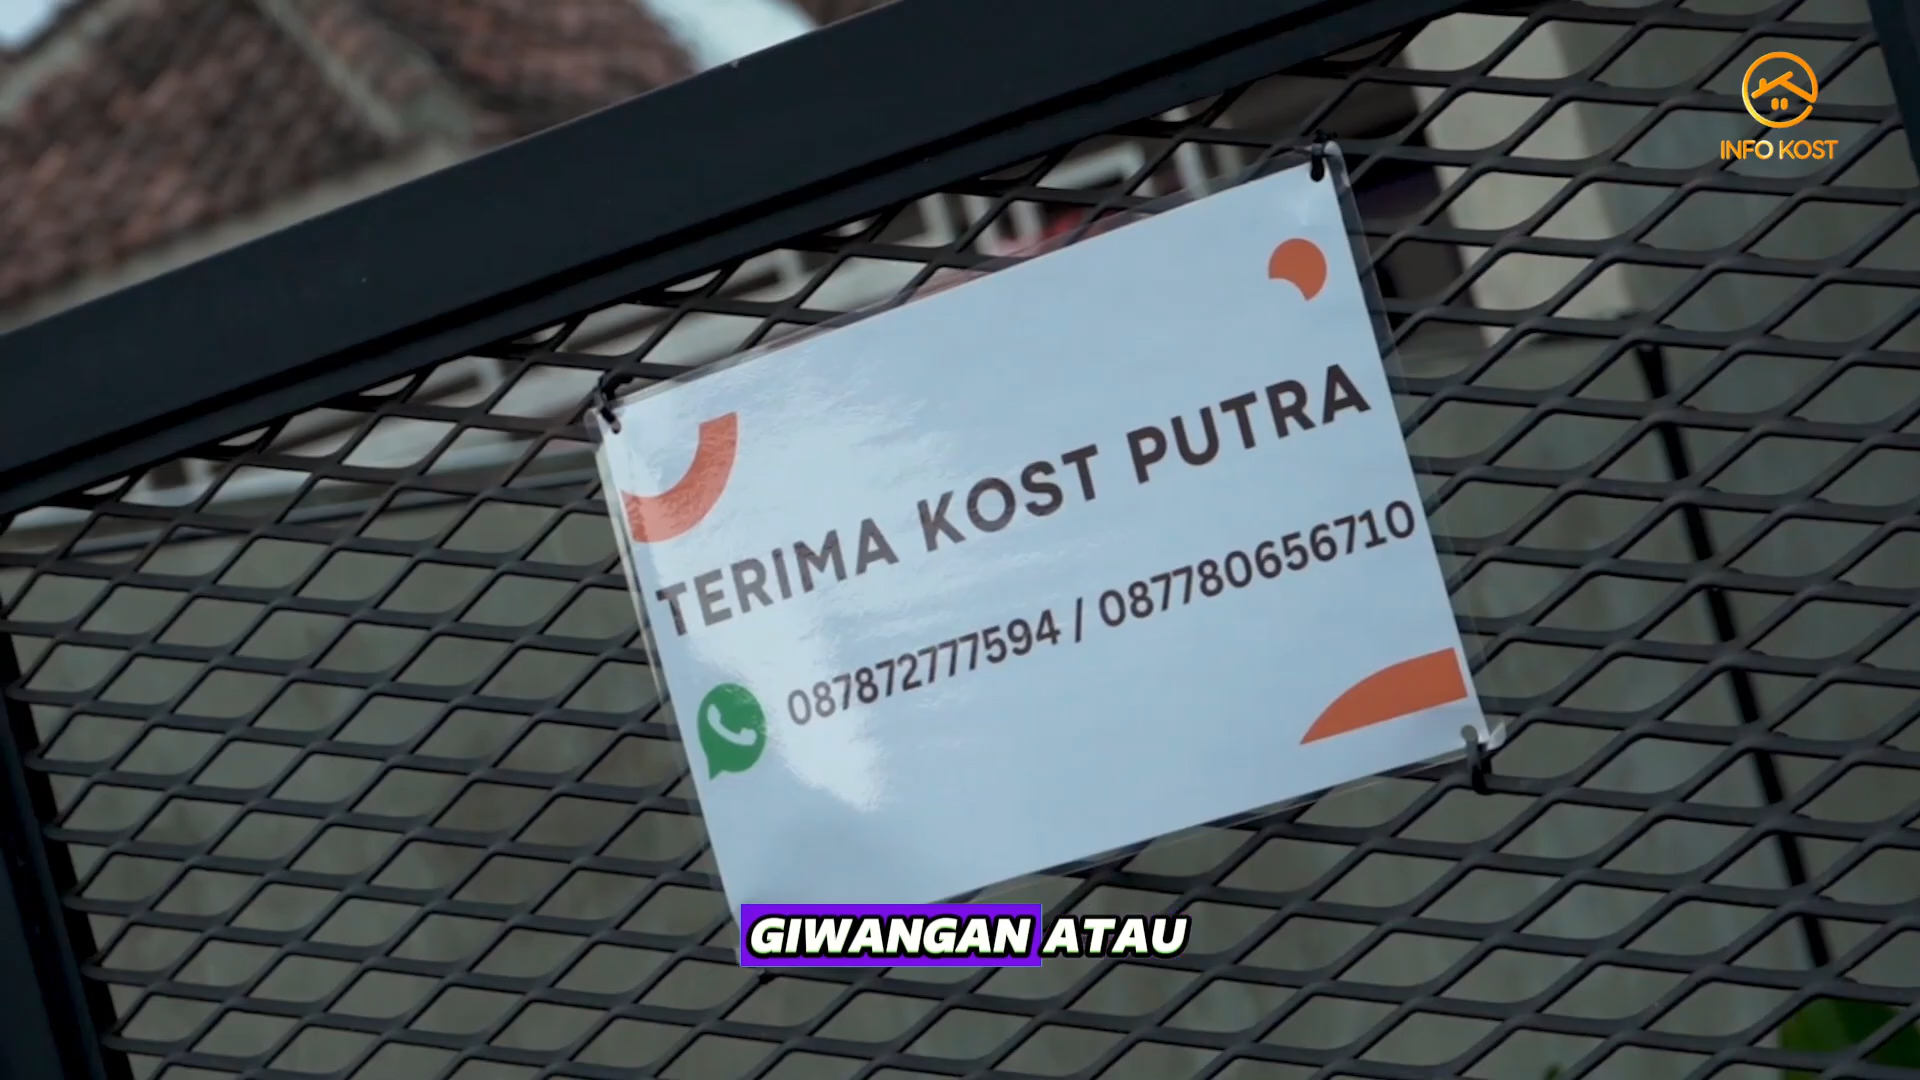 INFO KOST
TERIMA KOST PUTRA
087872777594 / 087780656710
GIWANGAN ATAU